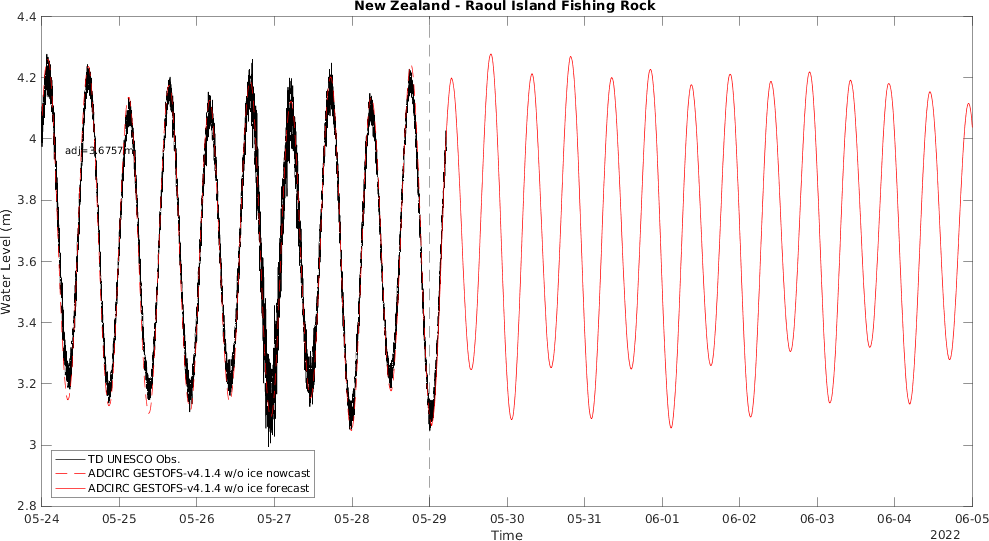 New Zealand - Raoul Island Fishing Rock
4.4
4.2
4
3.8
3.6
3.4
3.2
3
2.8
Water Level (m)
adj=3.6757m
TD UNESCO Obs.
ADCIRC GESTOFS-v4.1.4 w/o ice nowcast
ADCIRC GESTOFS-v4.1.4 w/o ice forecast
05-24 05-25 05-26 05-27 05-28 05-29 05-30 05-31 06-01 06-02 06-03 06-04 06-05
Time
2022